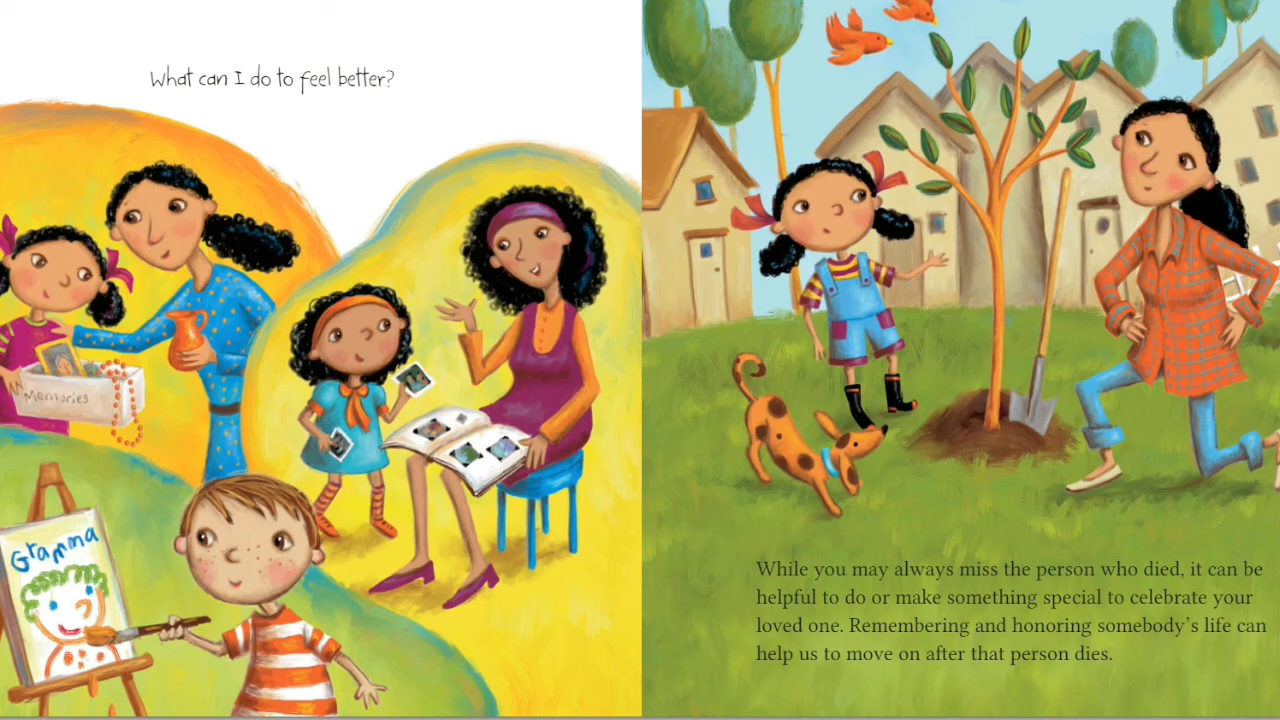 What can I do to feel better?
Memories
Gramma
While you may always miss the person who died, it can be
helpful to do or make something special to celebrate your
loved one. Remembering and honoring somebody's life can
help us to move on after that person dies.